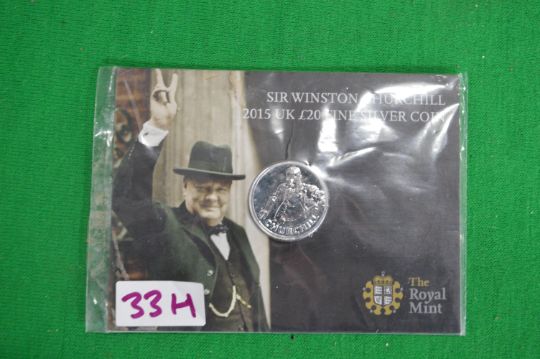 SIR WINSTON CHURCHILL
2015 UK £20 FINE SILVER COIN
CHURCHILL
33H
The
Royal
Mint